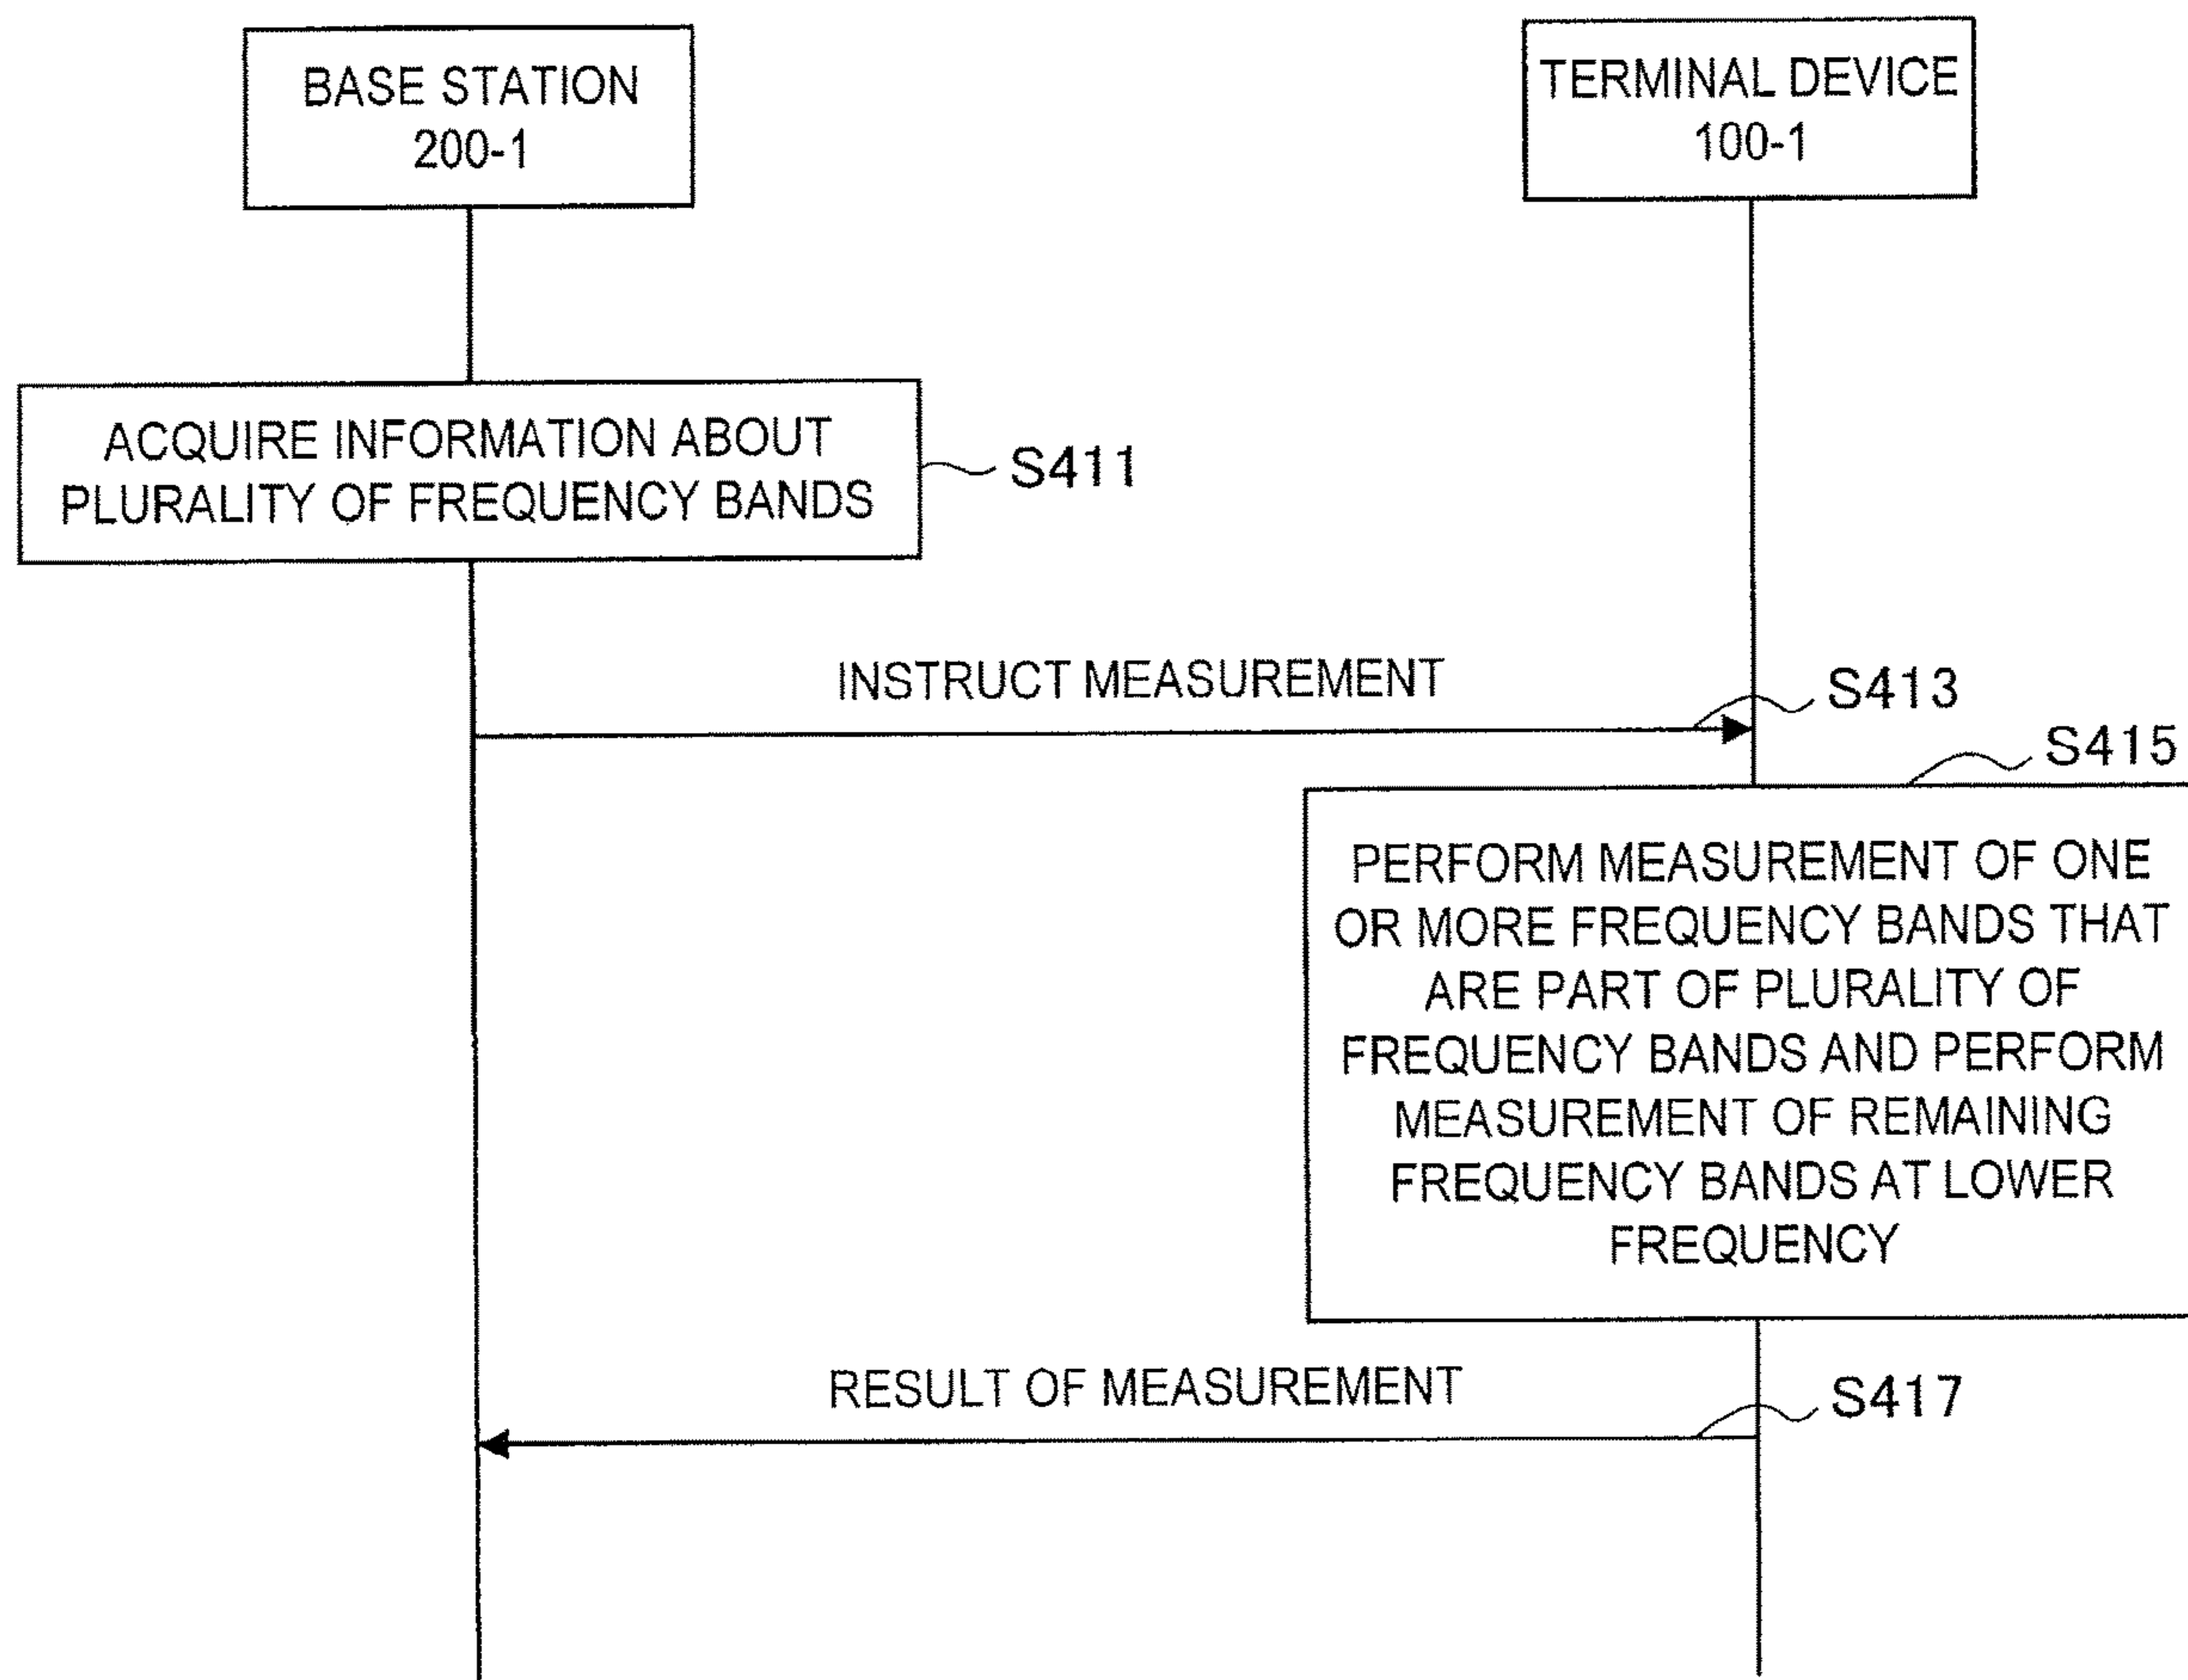 BASE STATION
200-1
TERMINAL DEVICE
100-1
ACQUIRE INFORMATION ABOUT
PLURALITY OF FREQUENCY BANDS
S411
INSTRUCT MEASUREMENT
S413
S415
PERFORM MEASUREMENT OF ONE
OR MORE FREQUENCY BANDS THAT
ARE PART OF PLURALITY OF
FREQUENCY BANDS AND PERFORM
MEASUREMENT OF REMAINING
FREQUENCY BANDS AT LOWER
FREQUENCY
RESULT OF MEASUREMENT
S417